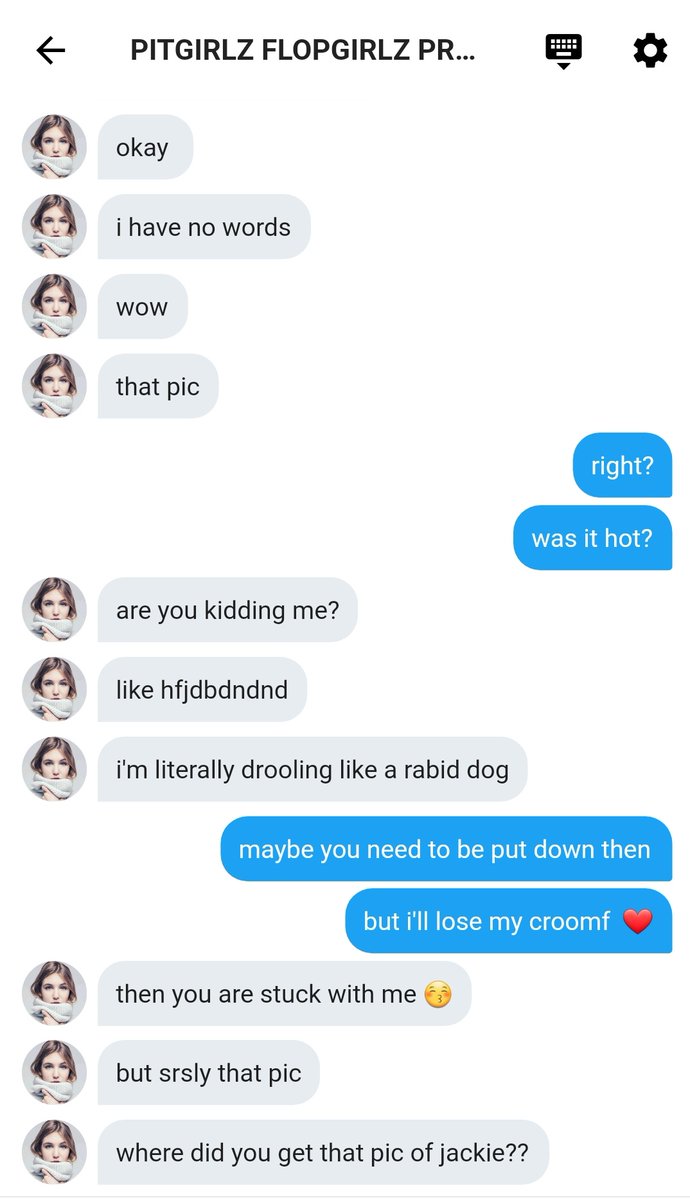 PITGIRLZ FLOPGIRLZ PR...
okay
i have no words
wow
that pic
right?
was it hot?
are you kidding me?
like hfjdbdndnd
i'm literally drooling like a rabid dog
maybe you need to be put down then
but i'll lose my croomf ❤️
then you are stuck with me 😚
but srsly that pic
where did you get that pic of jackie??